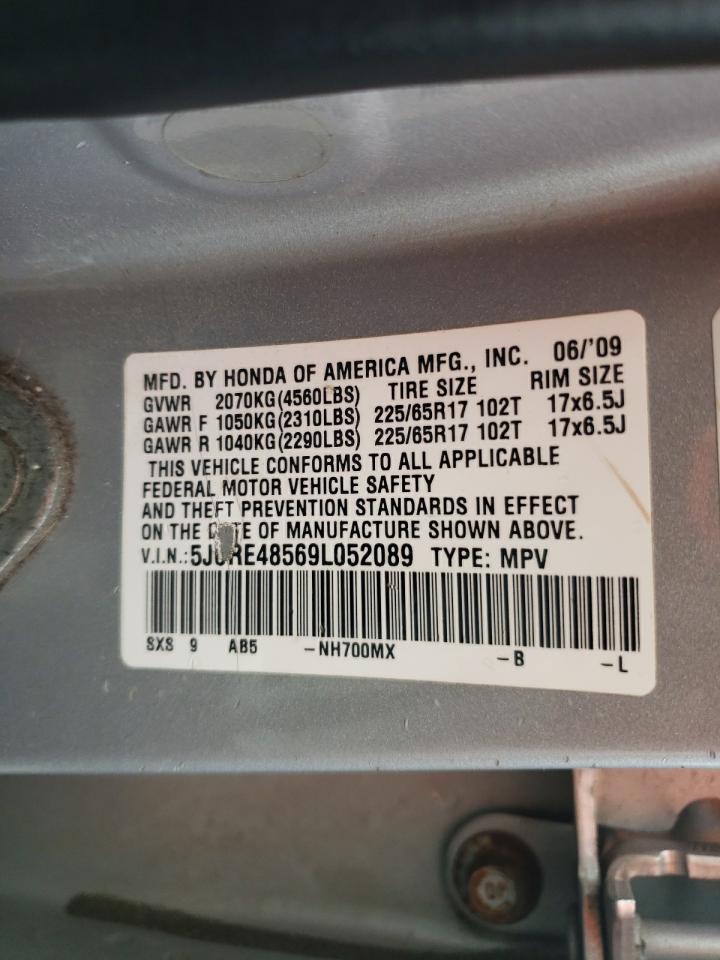 MFD. BY HONDA OF AMERICA MFG., INC. 06/'09
GVWR 2070KG(4560LBS) TIRE SIZE RIM SIZE
GAWR F 1050KG(2310LBS) 225/65R17 102T 17x6.5J
GAWR R 1040KG(2290LBS) 225/65R17 102T 17x6.5J
THIS VEHICLE CONFORMS TO ALL APPLICABLE
FEDERAL MOTOR VEHICLE SAFETY
AND THEFT PREVENTION STANDARDS IN EFFECT
ON THE DATE OF MANUFACTURE SHOWN ABOVE.
V.I.N.:5J6RE48569L052089 TYPE: MPV
SXS 9 AB5 -NH700MX -B -L